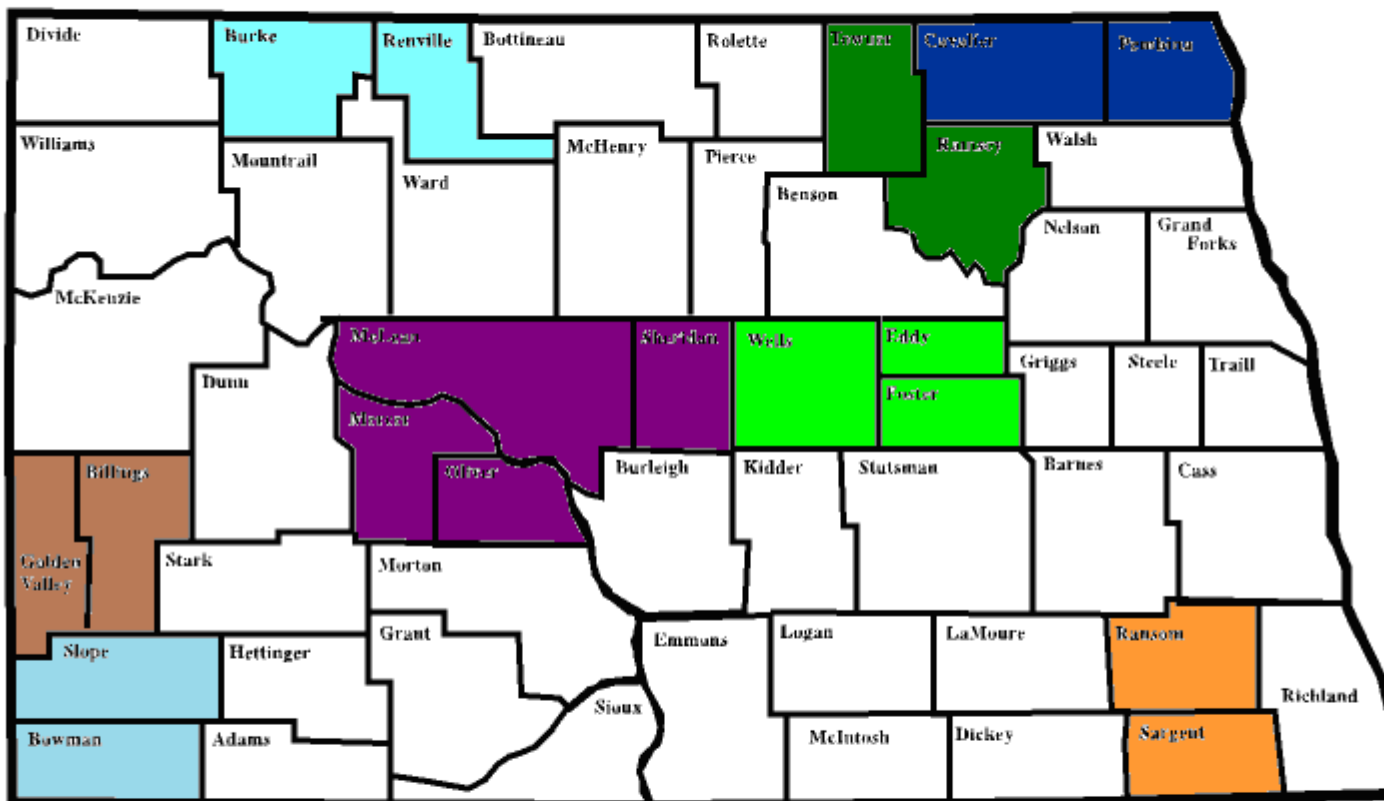 Divide
Burke
Renville
Bottineau
Rolette
Towner
Cavalier
Pembina
Williams
Mountrail
Ward
McHenry
Pierce
Benson
Ramsey
Walsh
Nelson
Grand
Forks
McKenzie
Dunn
McLean
Sheridan
Wells
Eddy
Foster
Griggs
Steele
Traill
Mercer
Oliver
Burleigh
Kidder
Stutsman
Barnes
Cass
Billings
Golden
Valley
Stark
Morton
Grant
Emmons
Logan
LaMoure
Ransom
Richland
Slope
Hettinger
Sioux
Bowman
Adams
McIntosh
Dickey
Sargent